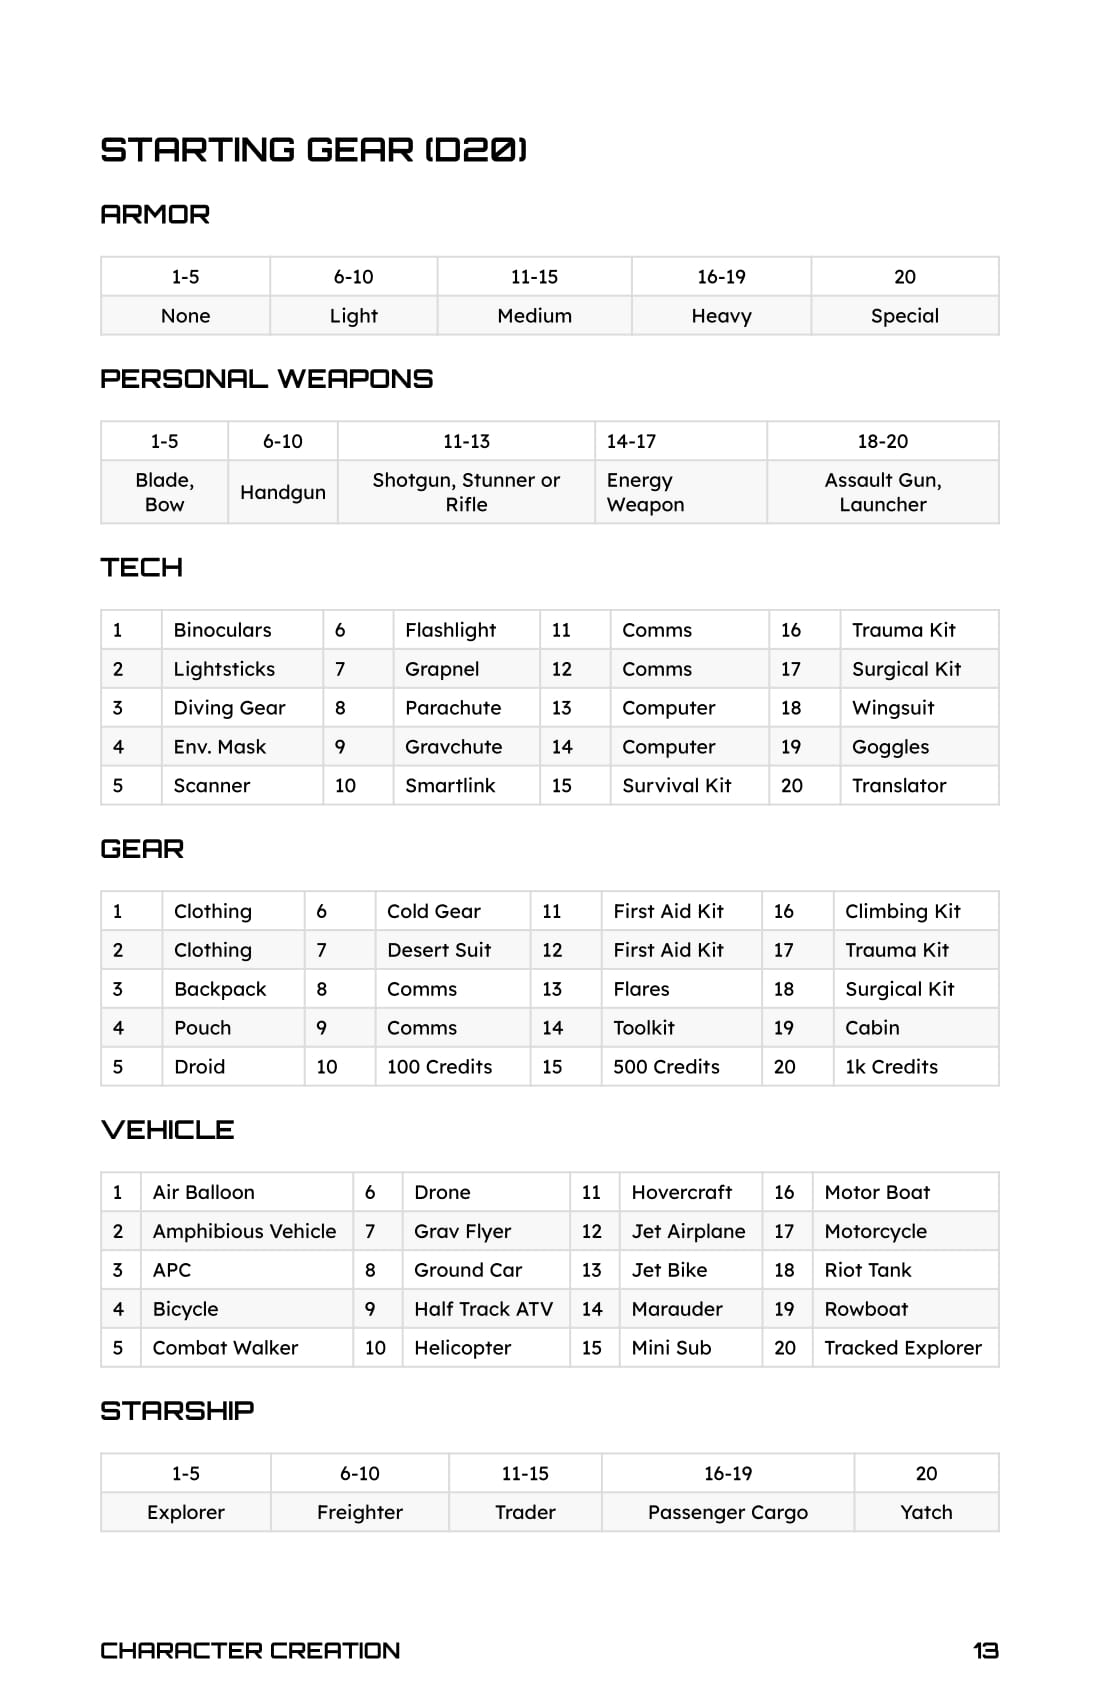 STARTING GEAR (D20)
ARMOR
1-5 6-10 11-15 16-19 20
None Light Medium Heavy Special
PERSONAL WEAPONS
1-5 6-10 11-13 14-17 18-20
Blade, Bow Handgun Shotgun, Stunner or Rifle Energy Weapon Assault Gun, Launcher
TECH
1 Binoculars 6 Flashlight 11 Comms 16 Trauma Kit
2 Lightsticks 7 Grapnel 12 Comms 17 Surgical Kit
3 Diving Gear 8 Parachute 13 Computer 18 Wingsuit
4 Env. Mask 9 Gravchute 14 Computer 19 Goggles
5 Scanner 10 Smartlink 15 Survival Kit 20 Translator
GEAR
1 Clothing 6 Cold Gear 11 First Aid Kit 16 Climbing Kit
2 Clothing 7 Desert Suit 12 First Aid Kit 17 Trauma Kit
3 Backpack 8 Comms 13 Flares 18 Surgical Kit
4 Pouch 9 Comms 14 Toolkit 19 Cabin
5 Droid 10 100 Credits 15 500 Credits 20 1k Credits
VEHICLE
1 Air Balloon 6 Drone 11 Hovercraft 16 Motor Boat
2 Amphibious Vehicle 7 Grav Flyer 12 Jet Airplane 17 Motorcycle
3 APC 8 Ground Car 13 Jet Bike 18 Riot Tank
4 Bicycle 9 Half Track ATV 14 Marauder 19 Rowboat
5 Combat Walker 10 Helicopter 15 Mini Sub 20 Tracked Explorer
STARSHIP
1-5 6-10 11-15 16-19 20
Explorer Freighter Trader Passenger Cargo Yatch
CHARACTER CREATION 13